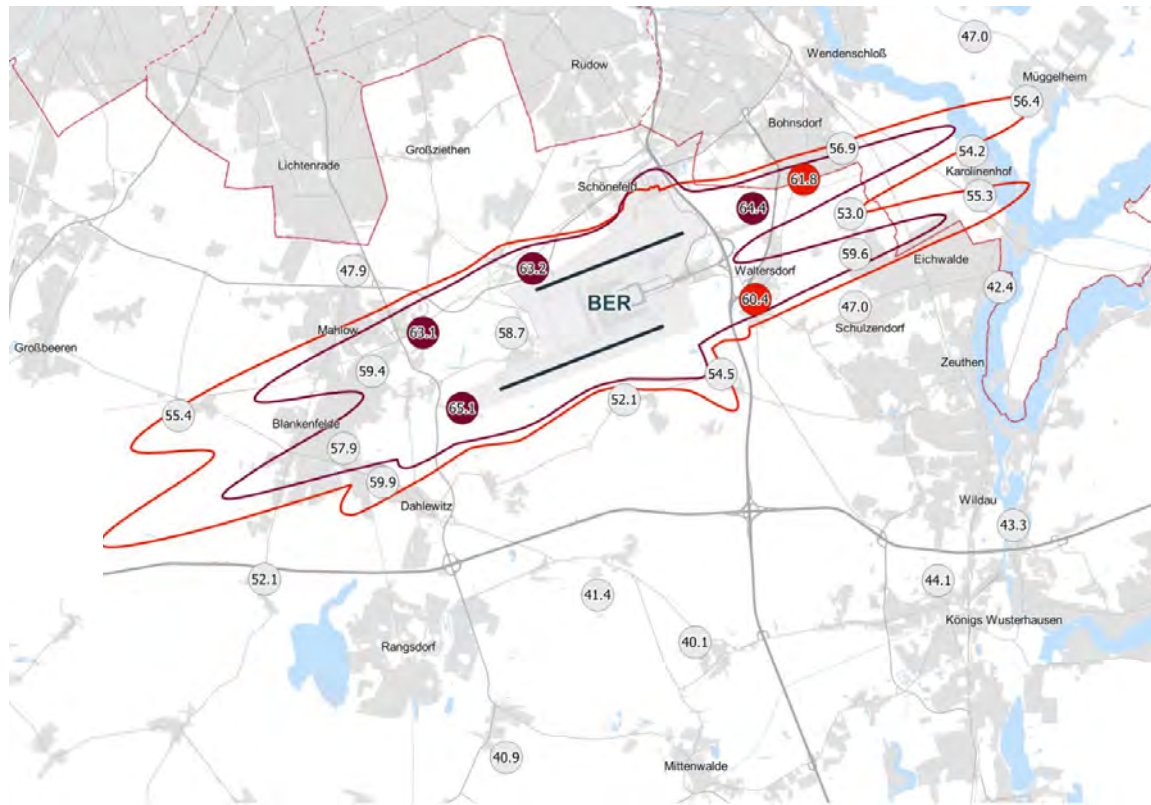 47.0
Wendenschloß
Rudow
Müggelheim
56.4
Bohnsdorf
56.9
54.2
Großziethen
Lichtenrade
Karolinenhof
61.8
Schönefeld
55.3
64.4
53.0
59.6
Eichwalde
63.2
47.9
Waltersdorf
42.4
60.4
BER
47.0
Mahlow
63.1
58.7
Schulzendorf
Großbeeren
Zeuthen
59.4
54.5
52.1
65.1
55.4
Blankenfelde
57.9
59.9
Dahlewitz
Wildau
43.3
52.1
44.1
41.4
Königs Wusterhausen
40.1
Rangsdorf
40.9
Mittenwalde